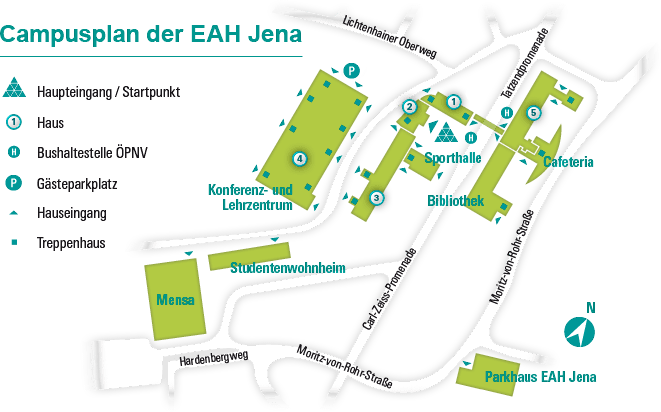 Campusplan der EAH Jena
Haupteingang / Startpunkt
1 Haus
H Bushaltestelle ÖPNV
P Gästeparkplatz
Hauseingang
Treppenhaus
Lichtenhainer Oberweg
Tatzendpromenade
P
1
2
3
4
5
H
H
Sporthalle
Cafeteria
Bibliothek
Konferenz- und
Lehrzentrum
Studentenwohnheim
Mensa
Carl-Zeiss-Promenade
Moritz-von-Rohr-Straße
Hardenbergweg
Moritz-von-Rohr-Straße
N
Parkhaus EAH Jena